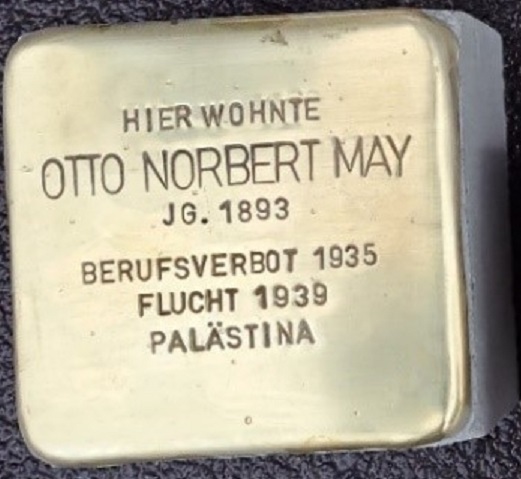 HIER WOHNTE
OTTO NORBERT MAY
JG. 1893
BERUFSVERBOT 1935
FLUCHT 1939
PALÄSTINA